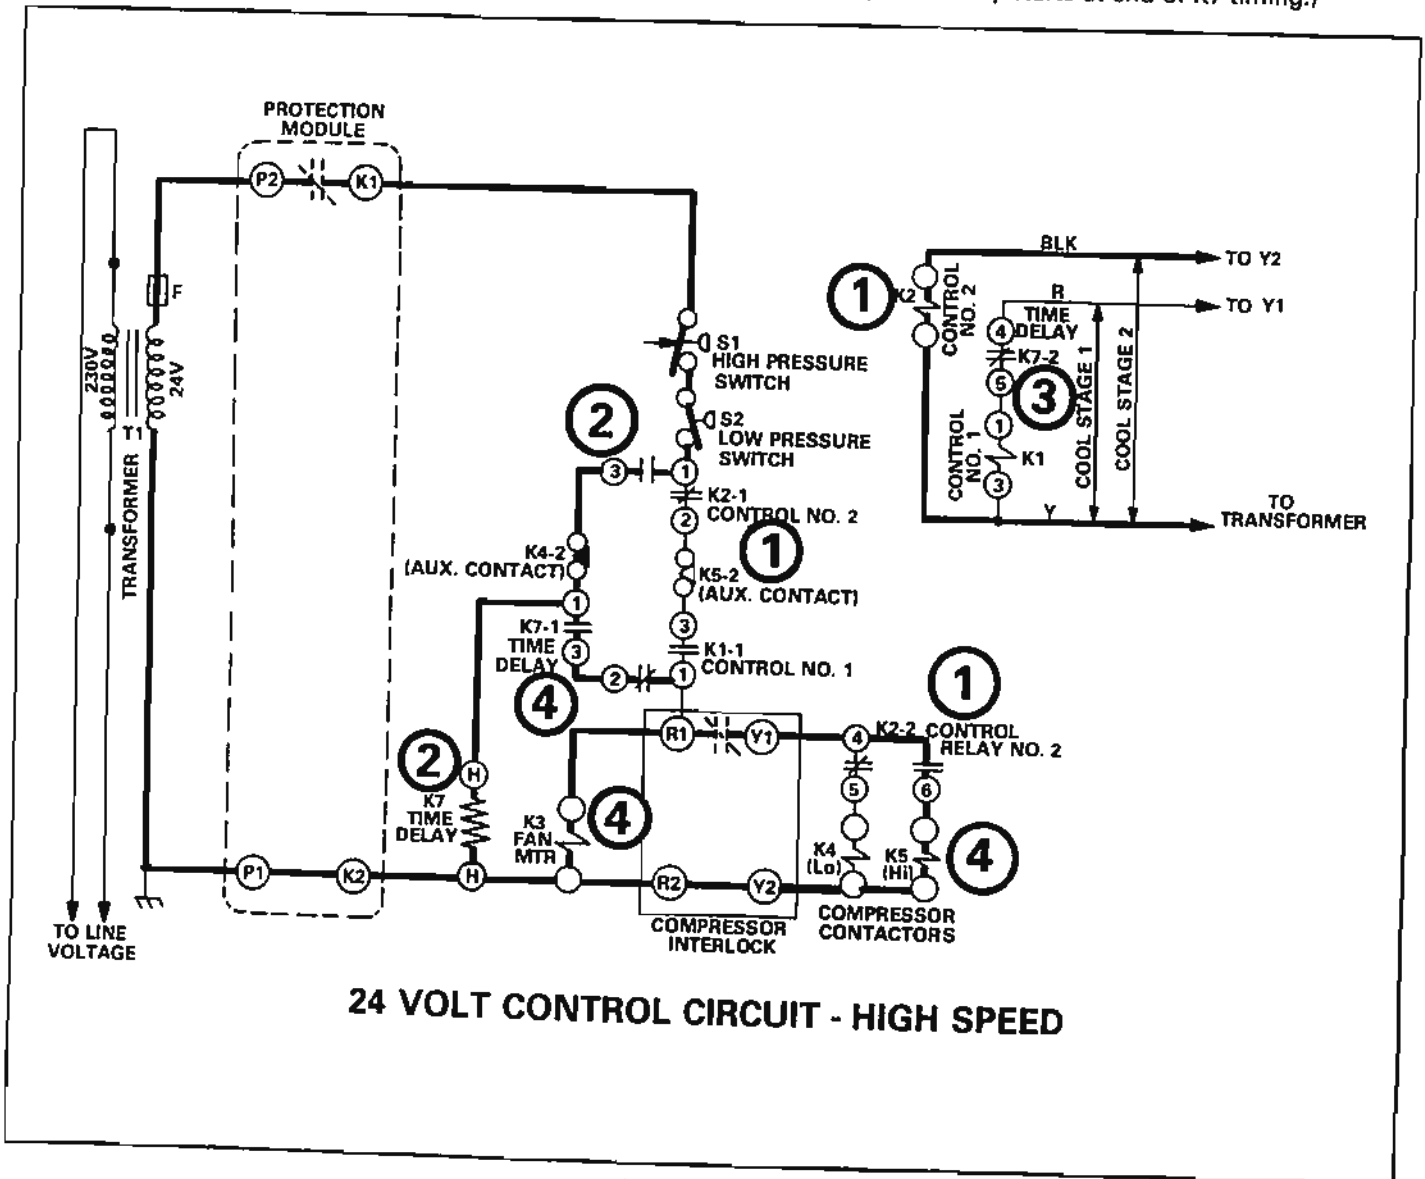 at end of K7 timing.)
PROTECTION
MODULE
P2
K1
F
230V
24V
T1
TRANSFORMER
S1
HIGH PRESSURE
SWITCH
S2
LOW PRESSURE
SWITCH
2
3
1
K2-1
CONTROL NO. 2
2
1
K4-2
(AUX. CONTACT)
K5-2
(AUX. CONTACT)
1
K7-1
TIME
DELAY
3
3
K1-1
CONTROL NO. 1
2
1
4
2
H
K7
TIME
DELAY
H
K3
FAN
MTR
4
R1
Y1
4
K2-2
CONTROL
RELAY NO. 2
1
5
6
K4
(Lo)
K5
(Hi)
4
P1
K2
R2
Y2
COMPRESSOR
INTERLOCK
COMPRESSOR
CONTACTORS
TO LINE
VOLTAGE
BLK
TO Y2
1
K2
CONTROL
NO. 2
R
TO Y1
4
TIME
DELAY
K7-2
5
3
1
CONTROL
NO. 1
K1
3
COOL STAGE 1
COOL STAGE 2
Y
TO
TRANSFORMER
24 VOLT CONTROL CIRCUIT - HIGH SPEED